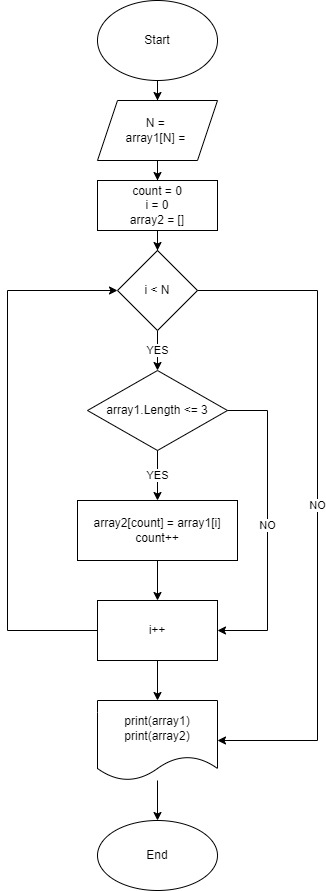 Start
N =
array1[N] =
count = 0
i = 0
array2 = []
i < N
YES
array1.Length <= 3
YES
NO
NO
array2[count] = array1[i]
count++
i++
print(array1)
print(array2)
End